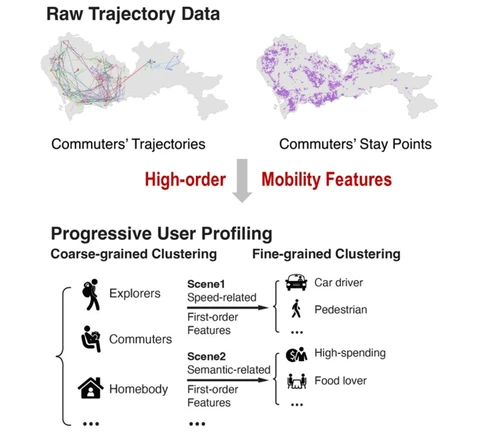 Raw Trajectory Data
Commuters' Trajectories
Commuters' Stay Points
High-order
Mobility Features
Progressive User Profiling
Coarse-grained Clustering
Fine-grained Clustering
Explorers
Commuters
Homebody
...
Scene1
Speed-related
First-order
Features
Scene2
Semantic-related
First-order
Features
...
Car driver
Pedestrian
...
High-spending
Food lover
...